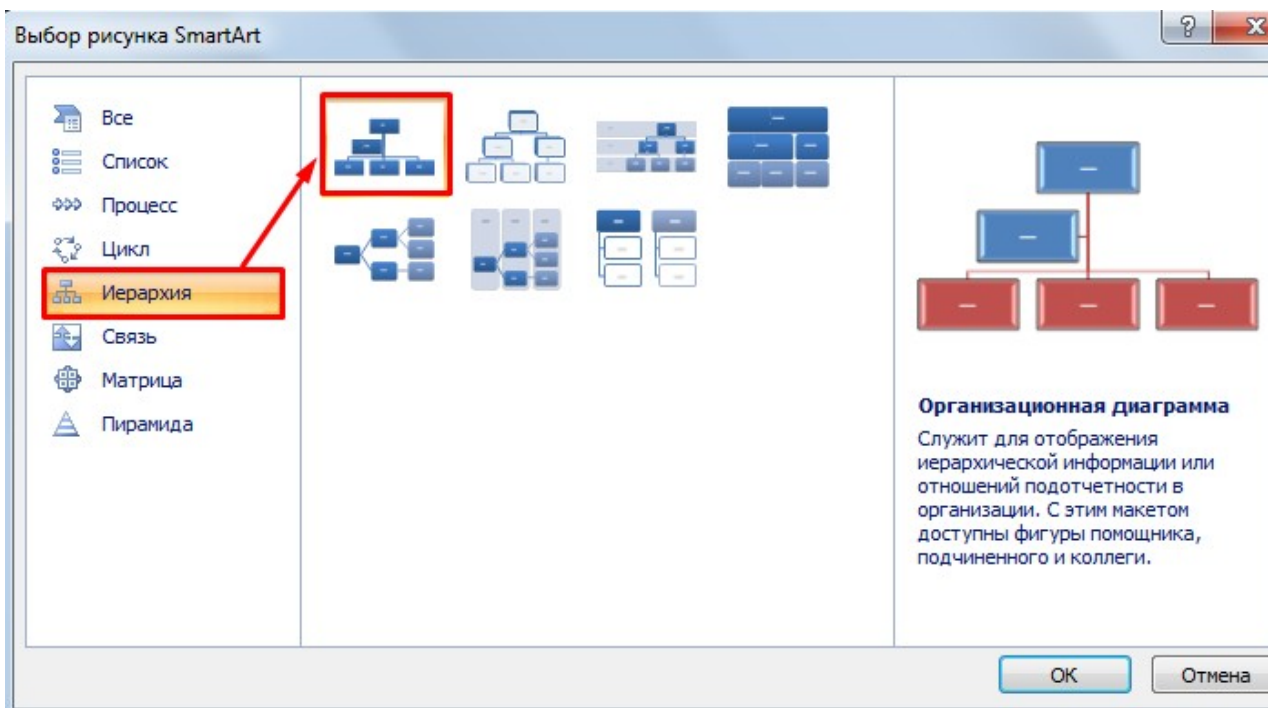 Выбор рисунка SmartArt
Все
Список
Процесс
Цикл
Иерархия
Связь
Матрица
Пирамида
Организационная диаграмма
Служит для отображения
иерархической информации или
отношений подотчетности в
организации. С этим макетом
доступны фигуры помощника,
подчиненного и коллеги.
ОК
Отмена